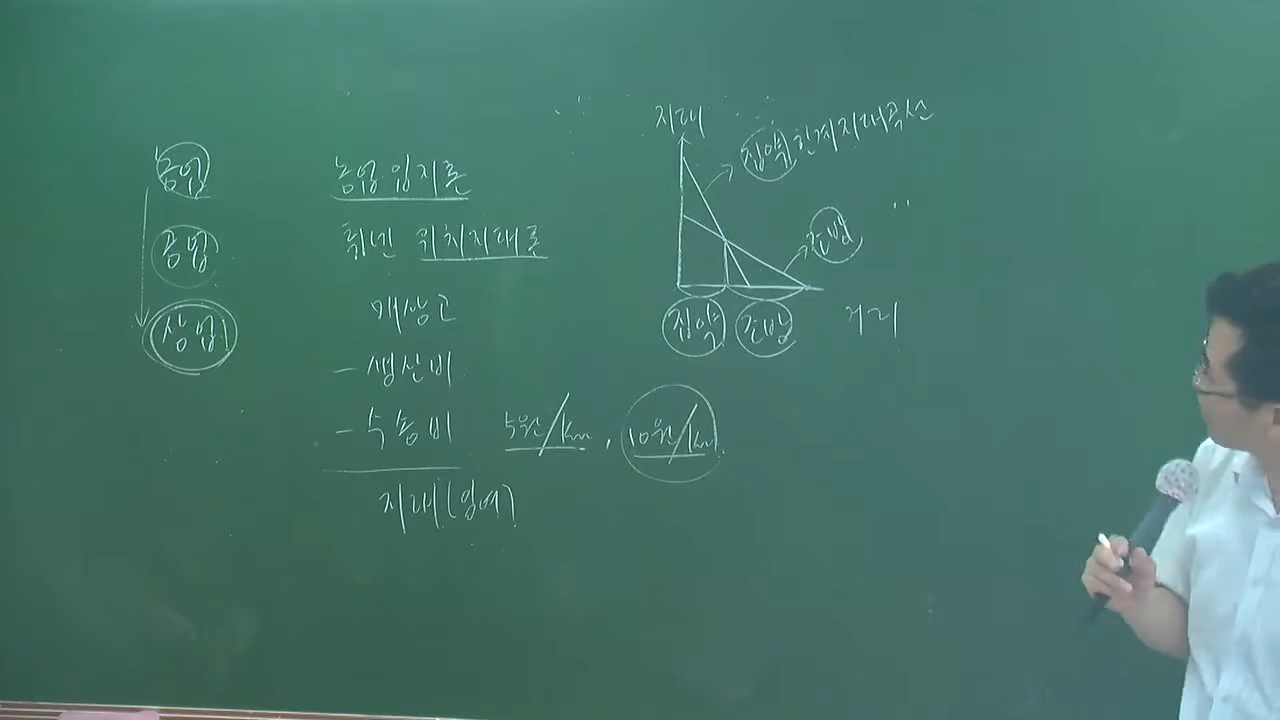 농업
공업
상업
농업입지론
튀넨 위치지대론
매상고
- 생산비
- 수송비 5원/km, 10원/km
지대(잉여)
지대
집약 한계지대곡선
조방
집약 조방 거리